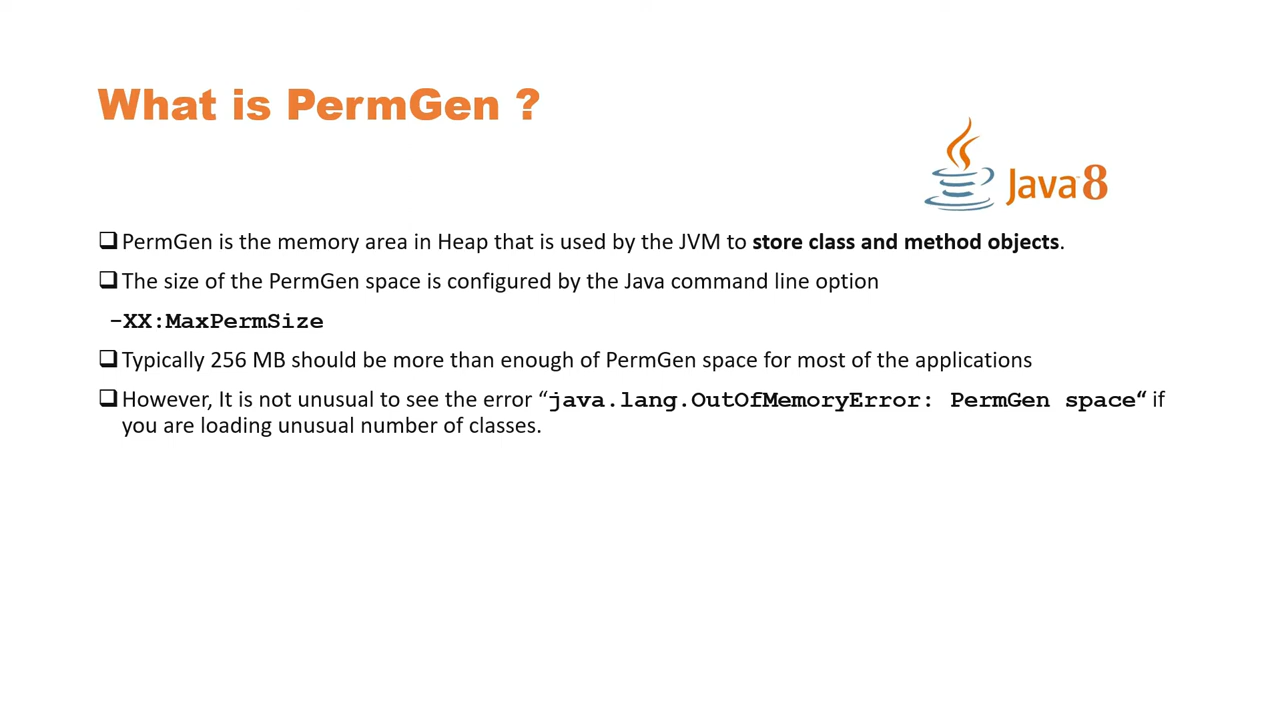 What is PermGen ?
Java 8
PermGen is the memory area in Heap that is used by the JVM to store class and method objects.
The size of the PermGen space is configured by the Java command line option
-XX:MaxPermSize
Typically 256 MB should be more than enough of PermGen space for most of the applications
However, It is not unusual to see the error “java.lang.OutOfMemoryError: PermGen space“ if
you are loading unusual number of classes.